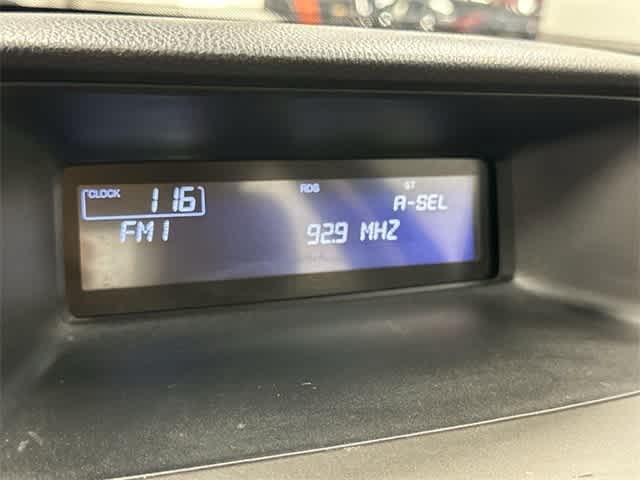 CLOCK 1 16 RDS ST
A-SEL
FM1 92.9 MHZ